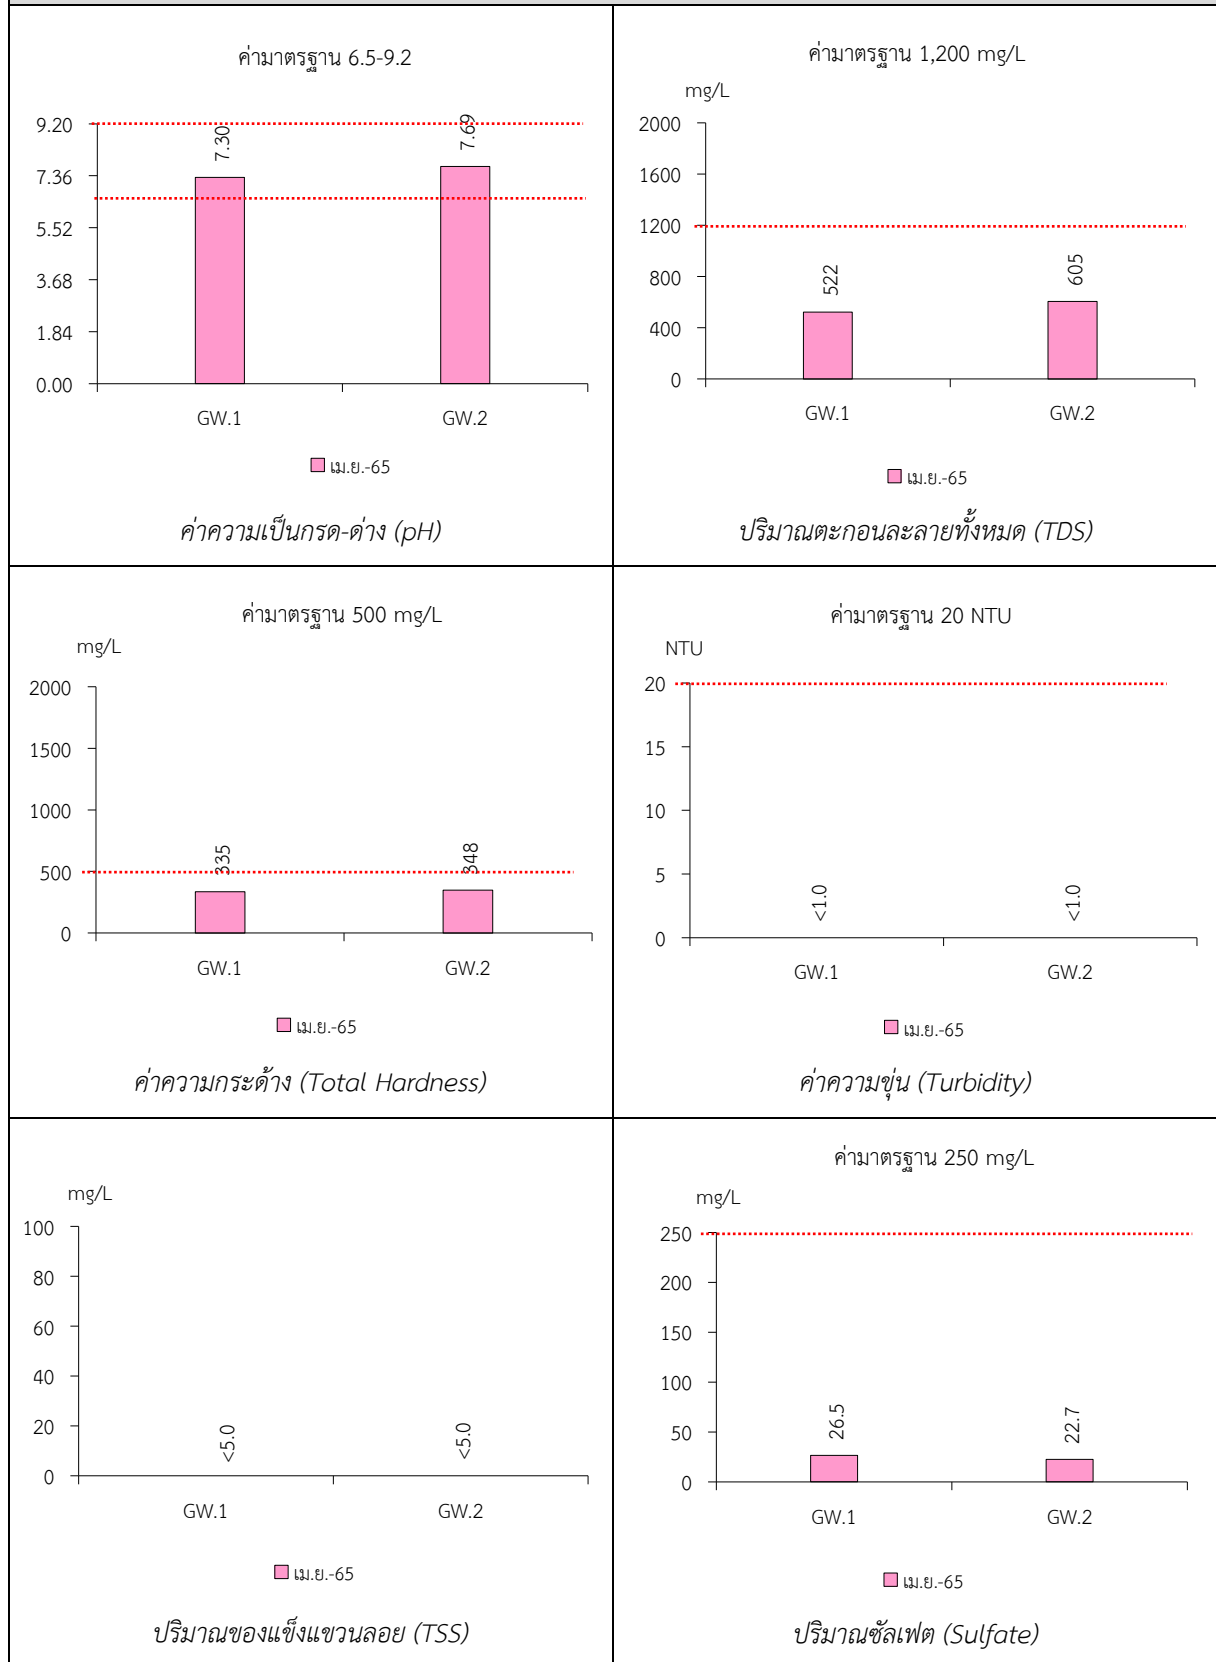 ค่ามาตรฐาน 6.5-9.2
9.20
7.36
5.52
3.68
1.84
0.00
7.30
7.69
GW.1
GW.2
เม.ย.-65
ค่าความเป็นกรด-ด่าง (pH)
ค่ามาตรฐาน 1,200 mg/L
mg/L
2000
1600
1200
800
400
0
522
605
GW.1
GW.2
เม.ย.-65
ปริมาณตะกอนละลายทั้งหมด (TDS)
ค่ามาตรฐาน 500 mg/L
mg/L
2000
1500
1000
500
0
335
348
GW.1
GW.2
เม.ย.-65
ค่าความกระด้าง (Total Hardness)
ค่ามาตรฐาน 20 NTU
NTU
20
15
10
5
0
<1.0
<1.0
GW.1
GW.2
เม.ย.-65
ค่าความขุ่น (Turbidity)
mg/L
100
80
60
40
20
0
<5.0
<5.0
GW.1
GW.2
เม.ย.-65
ปริมาณของแข็งแขวนลอย (TSS)
ค่ามาตรฐาน 250 mg/L
mg/L
250
200
150
100
50
0
26.5
22.7
GW.1
GW.2
เม.ย.-65
ปริมาณซัลเฟต (Sulfate)